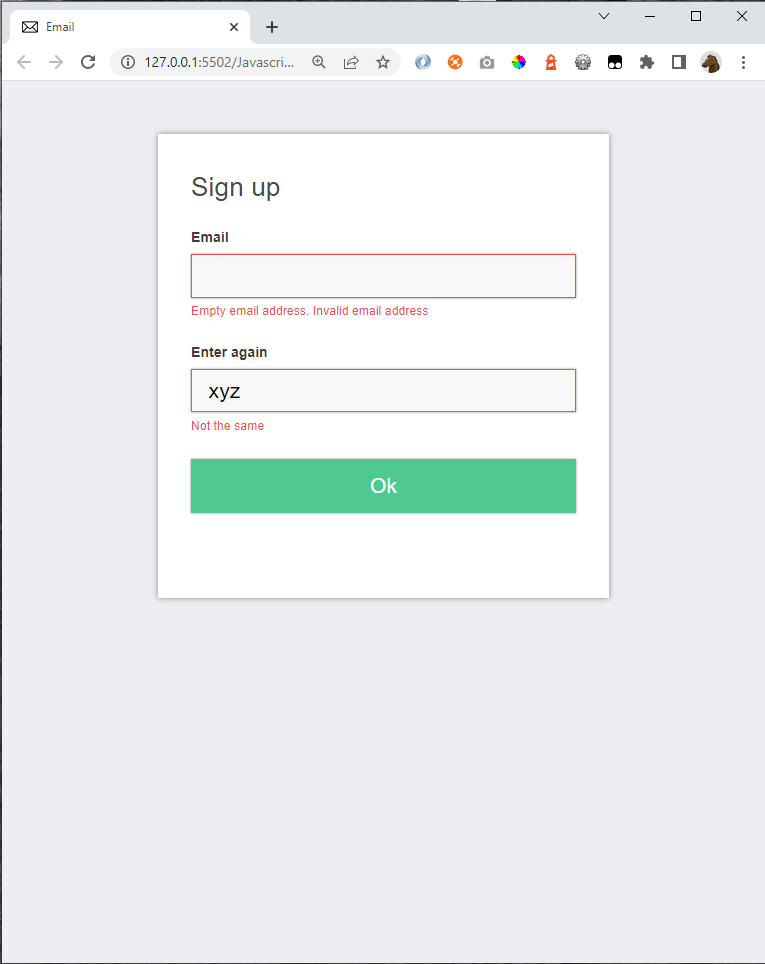 Email
127.0.0.1:5502/Javascri...
Sign up
Email
Empty email address. Invalid email address
Enter again
xyz
Not the same
Ok